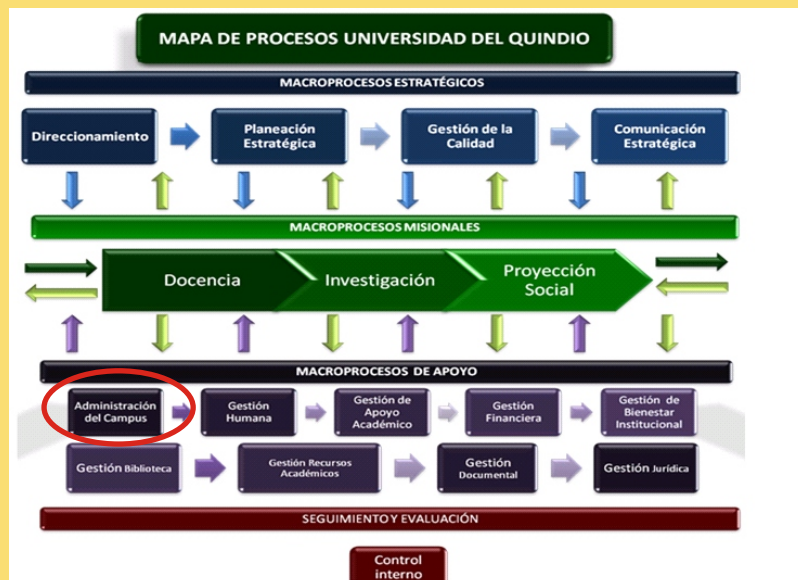 MAPA DE PROCESOS UNIVERSIDAD DEL QUINDIO
MACROPROCESOS ESTRATÉGICOS
Direccionamiento
Planeación
Estratégica
Gestión de la
Calidad
Comunicación
Estratégica
MACROPROCESOS MISIONALES
Docencia
Investigación
Proyección
Social
MACROPROCESOS DE APOYO
Administración
del Campus
Gestión
Humana
Gestión de
Apoyo
Académico
Gestión
Financiera
Gestión de
Bienestar
Institucional
Gestión Biblioteca
Gestión Recursos
Académicos
Gestión
Documental
Gestión Jurídica
SEGUIMIENTO Y EVALUACIÓN
Control
interno